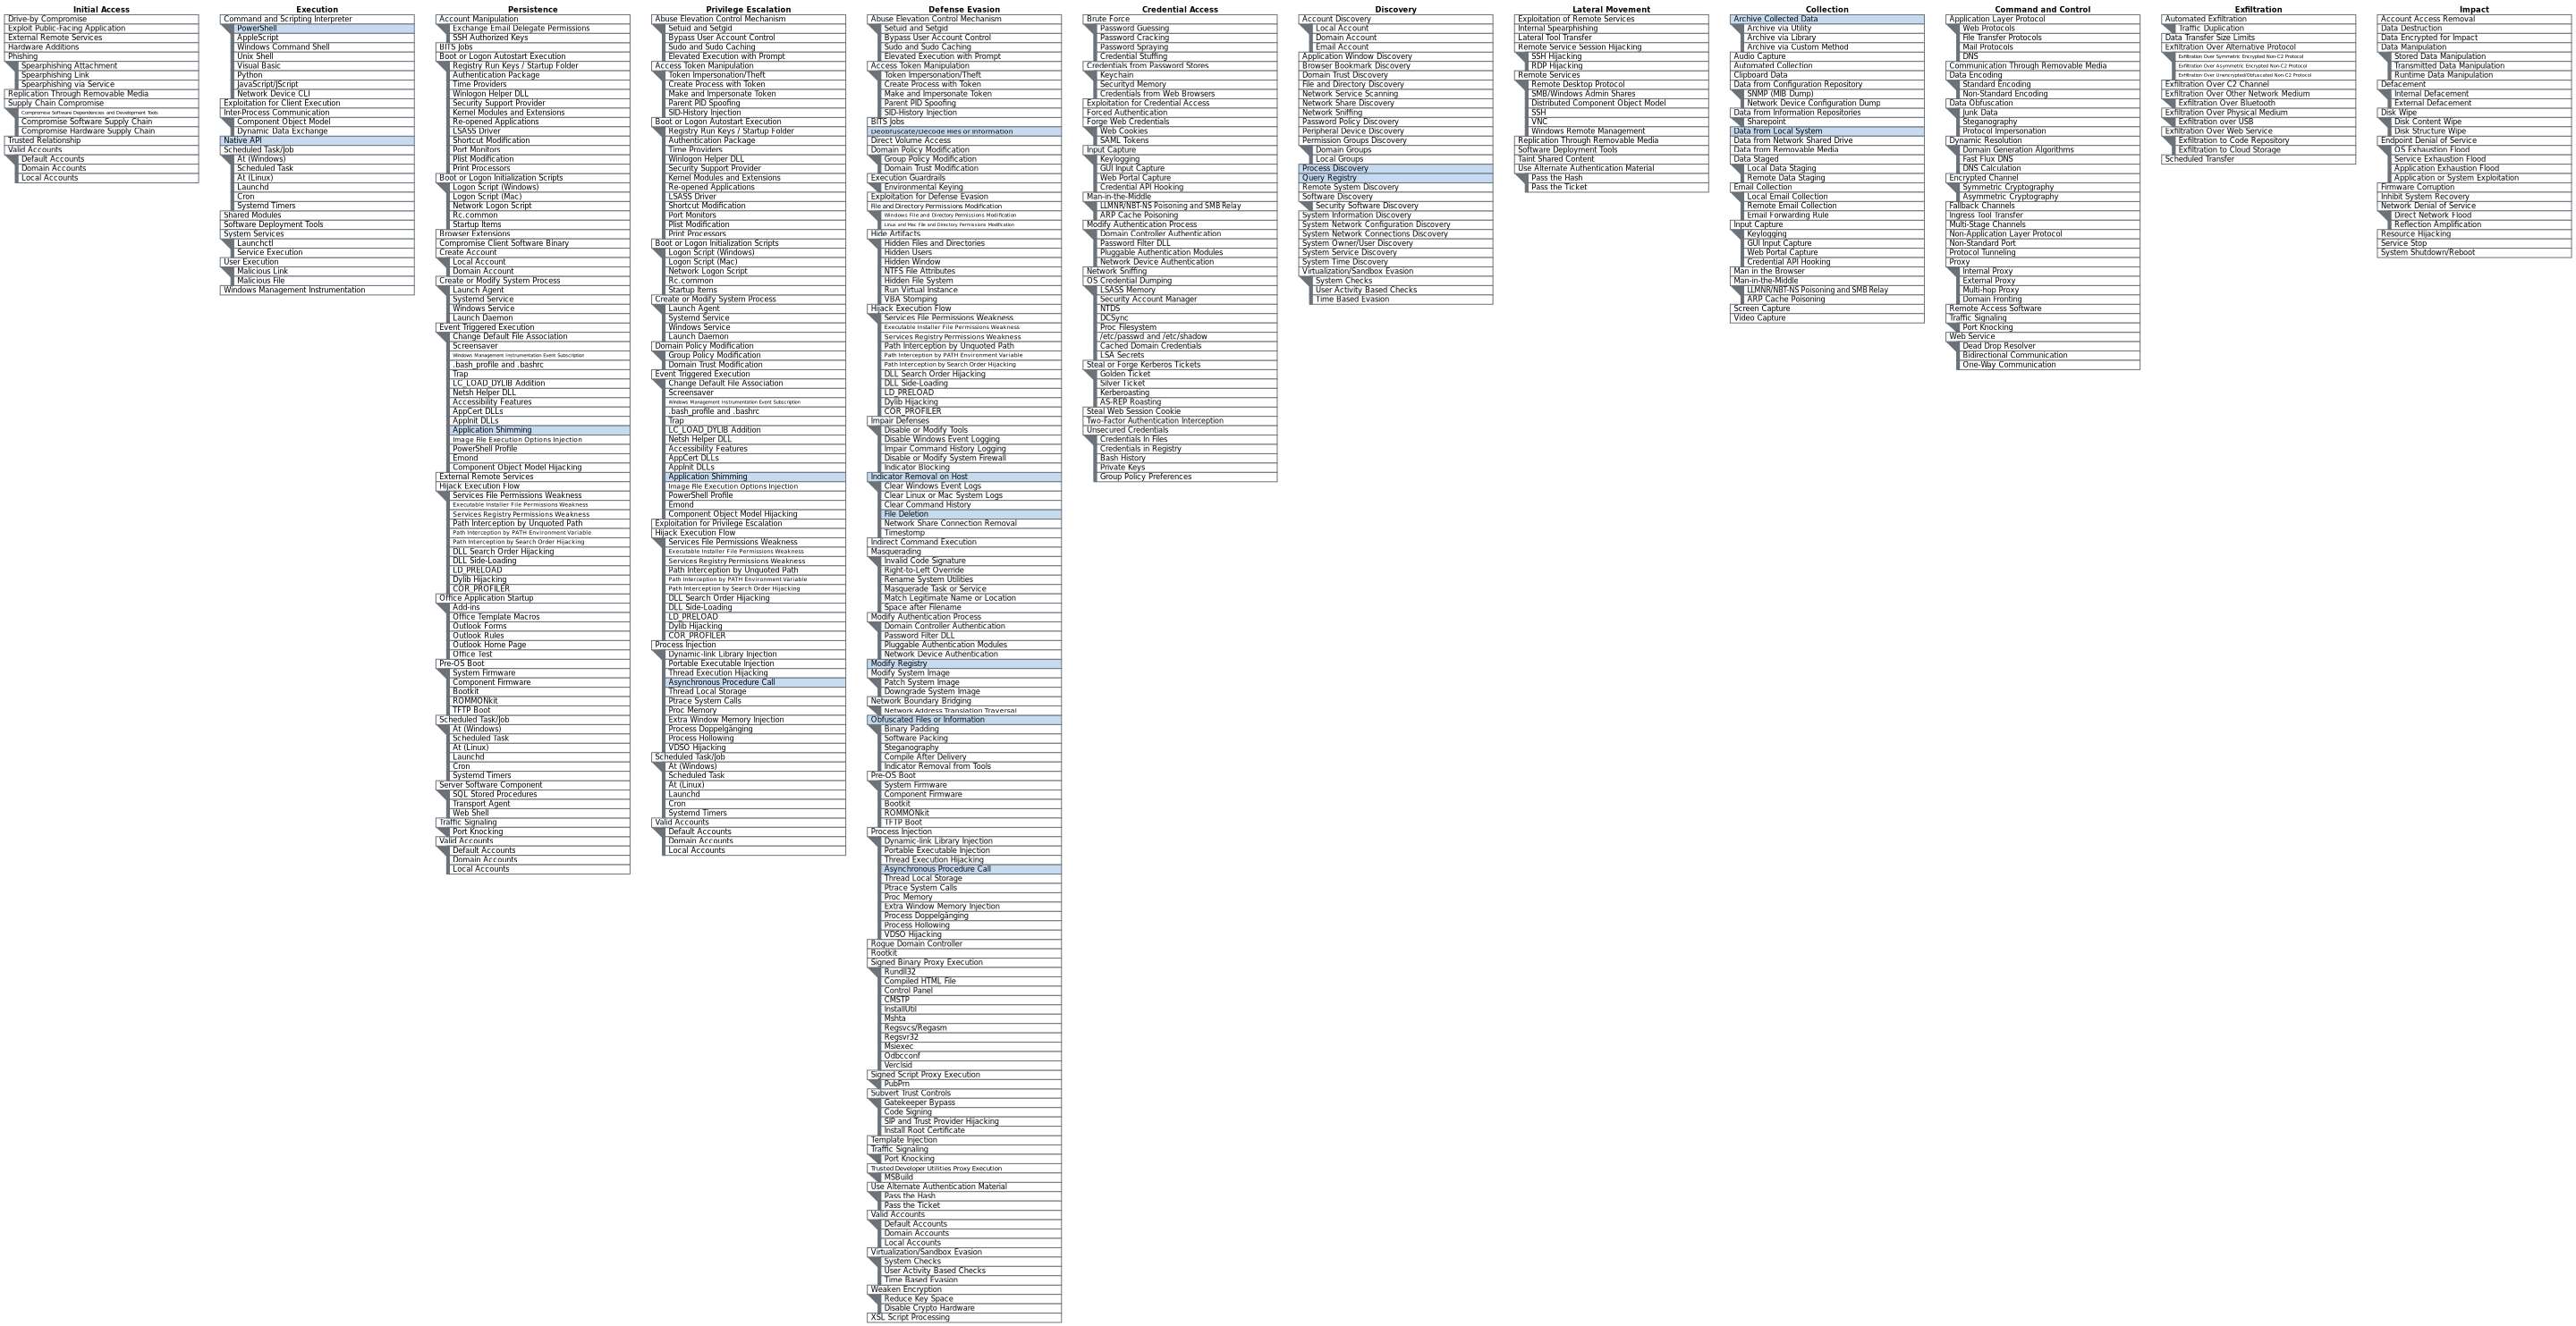 Initial Access
Drive-by Compromise
Exploit Public-Facing Application
External Remote Services
Hardware Additions
Phishing
Spearphishing Attachment
Spearphishing Link
Spearphishing via Service
Replication Through Removable Media
Supply Chain Compromise
Compromise Software Dependencies and Development Tools
Compromise Software Supply Chain
Compromise Hardware Supply Chain
Trusted Relationship
Valid Accounts
Default Accounts
Domain Accounts
Local Accounts
Execution
Command and Scripting Interpreter
PowerShell
AppleScript
Windows Command Shell
Unix Shell
Visual Basic
Python
JavaScript/JScript
Network Device CLI
Exploitation for Client Execution
Inter-Process Communication
Component Object Model
Dynamic Data Exchange
Native API
Scheduled Task/Job
At (Windows)
Scheduled Task
At (Linux)
Launchd
Cron
Systemd Timers
Shared Modules
Software Deployment Tools
System Services
Launchctl
Service Execution
User Execution
Malicious Link
Malicious File
Windows Management Instrumentation
Persistence
Account Manipulation
Exchange Email Delegate Permissions
SSH Authorized Keys
BITS Jobs
Boot or Logon Autostart Execution
Registry Run Keys / Startup Folder
Authentication Package
Time Providers
Winlogon Helper DLL
Security Support Provider
Kernel Modules and Extensions
Re-opened Applications
LSASS Driver
Shortcut Modification
Port Monitors
Plist Modification
Print Processors
Boot or Logon Initialization Scripts
Logon Script (Windows)
Logon Script (Mac)
Network Logon Script
Rc.common
Startup Items
Browser Extensions
Compromise Client Software Binary
Create Account
Local Account
Domain Account
Create or Modify System Process
Launch Agent
Systemd Service
Windows Service
Launch Daemon
Event Triggered Execution
Change Default File Association
Screensaver
Windows Management Instrumentation Event Subscription
.bash_profile and .bashrc
Trap
LC_LOAD_DYLIB Addition
Netsh Helper DLL
Accessibility Features
AppCert DLLs
AppInit DLLs
Application Shimming
Image File Execution Options Injection
PowerShell Profile
Emond
Component Object Model Hijacking
External Remote Services
Hijack Execution Flow
Services File Permissions Weakness
Executable Installer File Permissions Weakness
Services Registry Permissions Weakness
Path Interception by Unquoted Path
Path Interception by PATH Environment Variable
Path Interception by Search Order Hijacking
DLL Search Order Hijacking
DLL Side-Loading
LD_PRELOAD
Dylib Hijacking
COR_PROFILER
Office Application Startup
Add-ins
Office Template Macros
Outlook Forms
Outlook Rules
Outlook Home Page
Office Test
Pre-OS Boot
System Firmware
Component Firmware
Bootkit
ROMMONkit
TFTP Boot
Scheduled Task/Job
At (Windows)
Scheduled Task
At (Linux)
Launchd
Cron
Systemd Timers
Server Software Component
SQL Stored Procedures
Transport Agent
Web Shell
Traffic Signaling
Port Knocking
Valid Accounts
Default Accounts
Domain Accounts
Local Accounts
Privilege Escalation
Abuse Elevation Control Mechanism
Setuid and Setgid
Bypass User Account Control
Sudo and Sudo Caching
Elevated Execution with Prompt
Access Token Manipulation
Token Impersonation/Theft
Create Process with Token
Make and Impersonate Token
Parent PID Spoofing
SID-History Injection
Boot or Logon Autostart Execution
Registry Run Keys / Startup Folder
Authentication Package
Time Providers
Winlogon Helper DLL
Security Support Provider
Kernel Modules and Extensions
Re-opened Applications
LSASS Driver
Shortcut Modification
Port Monitors
Plist Modification
Print Processors
Boot or Logon Initialization Scripts
Logon Script (Windows)
Logon Script (Mac)
Network Logon Script
Rc.common
Startup Items
Create or Modify System Process
Launch Agent
Systemd Service
Windows Service
Launch Daemon
Domain Policy Modification
Group Policy Modification
Domain Trust Modification
Event Triggered Execution
Change Default File Association
Screensaver
Windows Management Instrumentation Event Subscription
.bash_profile and .bashrc
Trap
LC_LOAD_DYLIB Addition
Netsh Helper DLL
Accessibility Features
AppCert DLLs
AppInit DLLs
Application Shimming
Image File Execution Options Injection
PowerShell Profile
Emond
Component Object Model Hijacking
Exploitation for Privilege Escalation
Hijack Execution Flow
Services File Permissions Weakness
Executable Installer File Permissions Weakness
Services Registry Permissions Weakness
Path Interception by Unquoted Path
Path Interception by PATH Environment Variable
Path Interception by Search Order Hijacking
DLL Search Order Hijacking
DLL Side-Loading
LD_PRELOAD
Dylib Hijacking
COR_PROFILER
Process Injection
Dynamic-link Library Injection
Portable Executable Injection
Thread Execution Hijacking
Asynchronous Procedure Call
Thread Local Storage
Ptrace System Calls
Proc Memory
Extra Window Memory Injection
Process Doppelgänging
Process Hollowing
VDSO Hijacking
Scheduled Task/Job
At (Windows)
Scheduled Task
At (Linux)
Launchd
Cron
Systemd Timers
Valid Accounts
Default Accounts
Domain Accounts
Local Accounts
Defense Evasion
Abuse Elevation Control Mechanism
Setuid and Setgid
Bypass User Account Control
Sudo and Sudo Caching
Elevated Execution with Prompt
Access Token Manipulation
Token Impersonation/Theft
Create Process with Token
Make and Impersonate Token
Parent PID Spoofing
SID-History Injection
BITS Jobs
Deobfuscate/Decode Files or Information
Direct Volume Access
Domain Policy Modification
Group Policy Modification
Domain Trust Modification
Execution Guardrails
Environmental Keying
Exploitation for Defense Evasion
File and Directory Permissions Modification
Windows File and Directory Permissions Modification
Linux and Mac File and Directory Permissions Modification
Hide Artifacts
Hidden Files and Directories
Hidden Users
Hidden Window
NTFS File Attributes
Hidden File System
Run Virtual Instance
VBA Stomping
Hijack Execution Flow
Services File Permissions Weakness
Executable Installer File Permissions Weakness
Services Registry Permissions Weakness
Path Interception by Unquoted Path
Path Interception by PATH Environment Variable
Path Interception by Search Order Hijacking
DLL Search Order Hijacking
DLL Side-Loading
LD_PRELOAD
Dylib Hijacking
COR_PROFILER
Impair Defenses
Disable or Modify Tools
Disable Windows Event Logging
Impair Command History Logging
Disable or Modify System Firewall
Indicator Blocking
Indicator Removal on Host
Clear Windows Event Logs
Clear Linux or Mac System Logs
Clear Command History
File Deletion
Network Share Connection Removal
Timestomp
Indirect Command Execution
Masquerading
Invalid Code Signature
Right-to-Left Override
Rename System Utilities
Masquerade Task or Service
Match Legitimate Name or Location
Space after Filename
Modify Authentication Process
Domain Controller Authentication
Password Filter DLL
Pluggable Authentication Modules
Network Device Authentication
Modify Registry
Modify System Image
Patch System Image
Downgrade System Image
Network Boundary Bridging
Network Address Translation Traversal
Obfuscated Files or Information
Binary Padding
Software Packing
Steganography
Compile After Delivery
Indicator Removal from Tools
Pre-OS Boot
System Firmware
Component Firmware
Bootkit
ROMMONkit
TFTP Boot
Process Injection
Dynamic-link Library Injection
Portable Executable Injection
Thread Execution Hijacking
Asynchronous Procedure Call
Thread Local Storage
Ptrace System Calls
Proc Memory
Extra Window Memory Injection
Process Doppelgänging
Process Hollowing
VDSO Hijacking
Rogue Domain Controller
Rootkit
Signed Binary Proxy Execution
Rundll32
Compiled HTML File
Control Panel
CMSTP
InstallUtil
Mshta
Regsvcs/Regasm
Regsvr32
Msiexec
Odbcconf
Verclsid
Signed Script Proxy Execution
PubPrn
Subvert Trust Controls
Gatekeeper Bypass
Code Signing
SIP and Trust Provider Hijacking
Install Root Certificate
Template Injection
Traffic Signaling
Port Knocking
Trusted Developer Utilities Proxy Execution
MSBuild
Use Alternate Authentication Material
Pass the Hash
Pass the Ticket
Valid Accounts
Default Accounts
Domain Accounts
Local Accounts
Virtualization/Sandbox Evasion
System Checks
User Activity Based Checks
Time Based Evasion
Weaken Encryption
Reduce Key Space
Disable Crypto Hardware
XSL Script Processing
Credential Access
Brute Force
Password Guessing
Password Cracking
Password Spraying
Credential Stuffing
Credentials from Password Stores
Keychain
Securityd Memory
Credentials from Web Browsers
Exploitation for Credential Access
Forced Authentication
Forge Web Credentials
Web Cookies
SAML Tokens
Input Capture
Keylogging
GUI Input Capture
Web Portal Capture
Credential API Hooking
Man-in-the-Middle
LLMNR/NBT-NS Poisoning and SMB Relay
ARP Cache Poisoning
Modify Authentication Process
Domain Controller Authentication
Password Filter DLL
Pluggable Authentication Modules
Network Device Authentication
Network Sniffing
OS Credential Dumping
LSASS Memory
Security Account Manager
NTDS
DCSync
Proc Filesystem
/etc/passwd and /etc/shadow
Cached Domain Credentials
LSA Secrets
Steal or Forge Kerberos Tickets
Golden Ticket
Silver Ticket
Kerberoasting
AS-REP Roasting
Steal Web Session Cookie
Two-Factor Authentication Interception
Unsecured Credentials
Credentials In Files
Credentials in Registry
Bash History
Private Keys
Group Policy Preferences
Discovery
Account Discovery
Local Account
Domain Account
Email Account
Application Window Discovery
Browser Bookmark Discovery
Domain Trust Discovery
File and Directory Discovery
Network Service Scanning
Network Share Discovery
Network Sniffing
Password Policy Discovery
Peripheral Device Discovery
Permission Groups Discovery
Domain Groups
Local Groups
Process Discovery
Query Registry
Remote System Discovery
Software Discovery
Security Software Discovery
System Information Discovery
System Network Configuration Discovery
System Network Connections Discovery
System Owner/User Discovery
System Service Discovery
System Time Discovery
Virtualization/Sandbox Evasion
System Checks
User Activity Based Checks
Time Based Evasion
Lateral Movement
Exploitation of Remote Services
Internal Spearphishing
Lateral Tool Transfer
Remote Service Session Hijacking
SSH Hijacking
RDP Hijacking
Remote Services
Remote Desktop Protocol
SMB/Windows Admin Shares
Distributed Component Object Model
SSH
VNC
Windows Remote Management
Replication Through Removable Media
Software Deployment Tools
Taint Shared Content
Use Alternate Authentication Material
Pass the Hash
Pass the Ticket
Collection
Archive Collected Data
Archive via Utility
Archive via Library
Archive via Custom Method
Audio Capture
Automated Collection
Clipboard Data
Data from Configuration Repository
SNMP (MIB Dump)
Network Device Configuration Dump
Data from Information Repositories
Sharepoint
Data from Local System
Data from Network Shared Drive
Data from Removable Media
Data Staged
Local Data Staging
Remote Data Staging
Email Collection
Local Email Collection
Remote Email Collection
Email Forwarding Rule
Input Capture
Keylogging
GUI Input Capture
Web Portal Capture
Credential API Hooking
Man in the Browser
Man-in-the-Middle
LLMNR/NBT-NS Poisoning and SMB Relay
ARP Cache Poisoning
Screen Capture
Video Capture
Command and Control
Application Layer Protocol
Web Protocols
File Transfer Protocols
Mail Protocols
DNS
Communication Through Removable Media
Data Encoding
Standard Encoding
Non-Standard Encoding
Data Obfuscation
Junk Data
Steganography
Protocol Impersonation
Dynamic Resolution
Domain Generation Algorithms
Fast Flux DNS
DNS Calculation
Encrypted Channel
Symmetric Cryptography
Asymmetric Cryptography
Fallback Channels
Ingress Tool Transfer
Multi-Stage Channels
Non-Application Layer Protocol
Non-Standard Port
Protocol Tunneling
Proxy
Internal Proxy
External Proxy
Multi-hop Proxy
Domain Fronting
Remote Access Software
Traffic Signaling
Port Knocking
Web Service
Dead Drop Resolver
Bidirectional Communication
One-Way Communication
Exfiltration
Automated Exfiltration
Traffic Duplication
Data Transfer Size Limits
Exfiltration Over Alternative Protocol
Exfiltration Over Symmetric Encrypted Non-C2 Protocol
Exfiltration Over Asymmetric Encrypted Non-C2 Protocol
Exfiltration Over Unencrypted/Obfuscated Non-C2 Protocol
Exfiltration Over C2 Channel
Exfiltration Over Other Network Medium
Exfiltration Over Bluetooth
Exfiltration Over Physical Medium
Exfiltration over USB
Exfiltration Over Web Service
Exfiltration to Code Repository
Exfiltration to Cloud Storage
Scheduled Transfer
Impact
Account Access Removal
Data Destruction
Data Encrypted for Impact
Data Manipulation
Stored Data Manipulation
Transmitted Data Manipulation
Runtime Data Manipulation
Defacement
Internal Defacement
External Defacement
Disk Wipe
Disk Content Wipe
Disk Structure Wipe
Endpoint Denial of Service
OS Exhaustion Flood
Service Exhaustion Flood
Application Exhaustion Flood
Application or System Exploitation
Firmware Corruption
Inhibit System Recovery
Network Denial of Service
Direct Network Flood
Reflection Amplification
Resource Hijacking
Service Stop
System Shutdown/Reboot